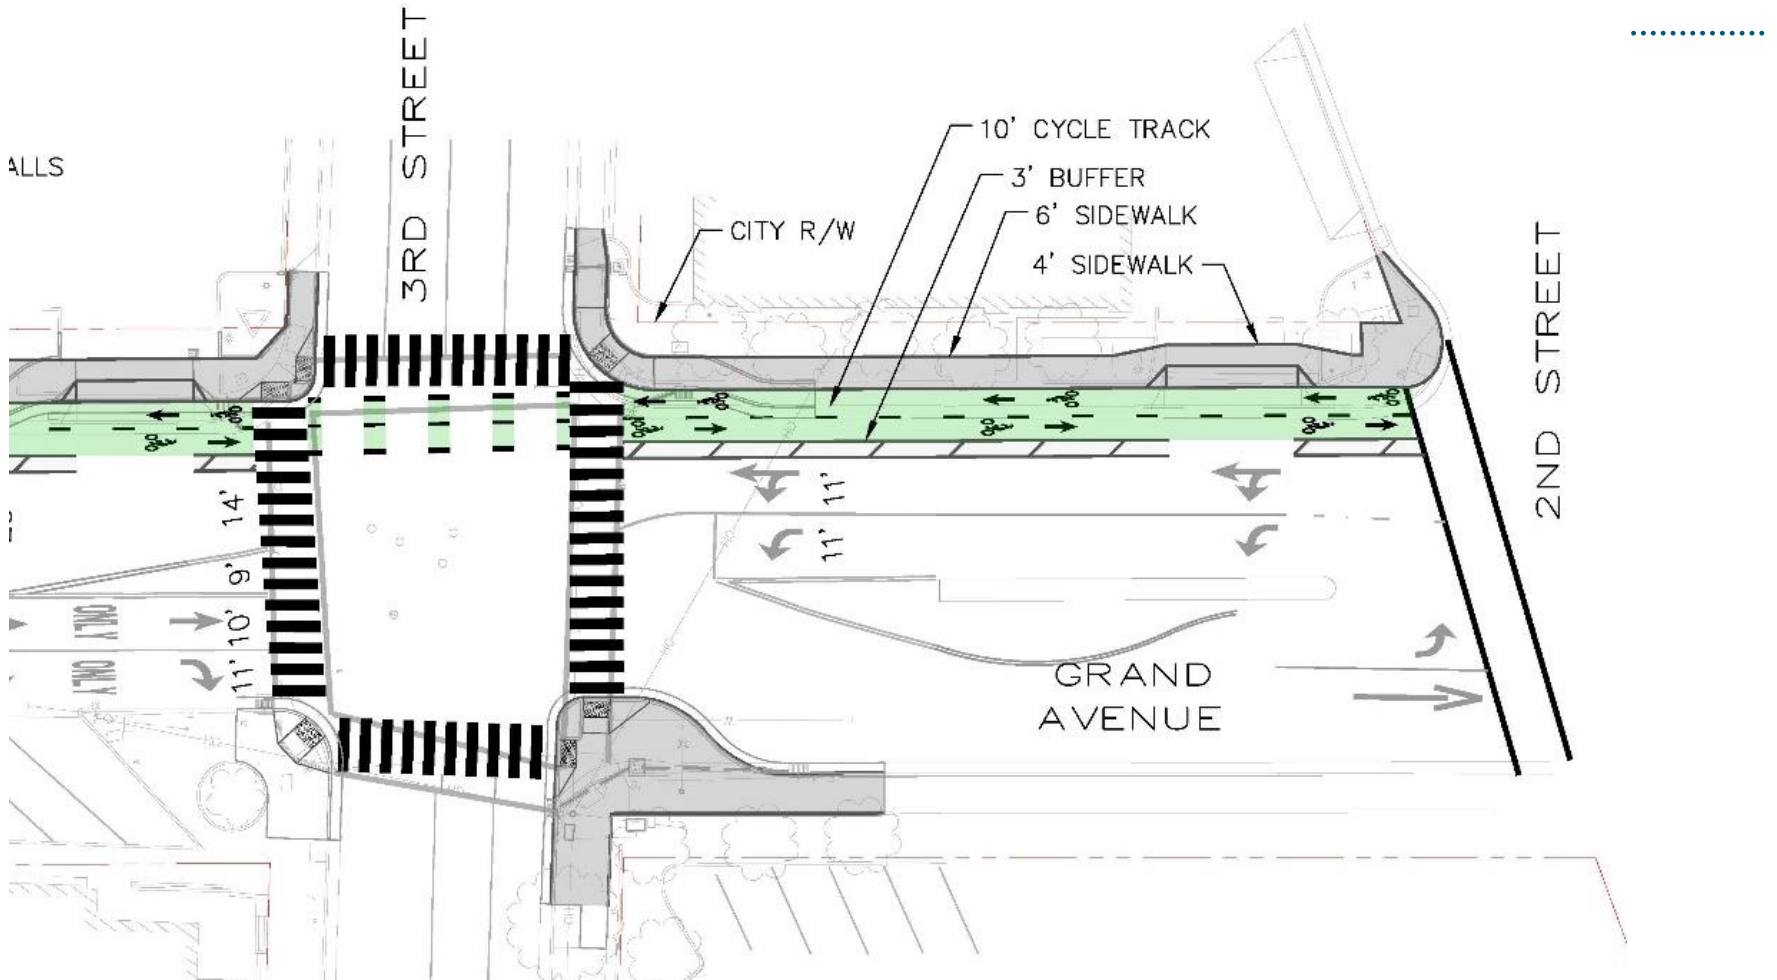 3RD STREET
10' CYCLE TRACK
3' BUFFER
6' SIDEWALK
4' SIDEWALK
CITY R/W
ALLS
2ND STREET
14'
9'
10'
11'
11'
11'
ONLY
ONLY
GRAND
AVENUE